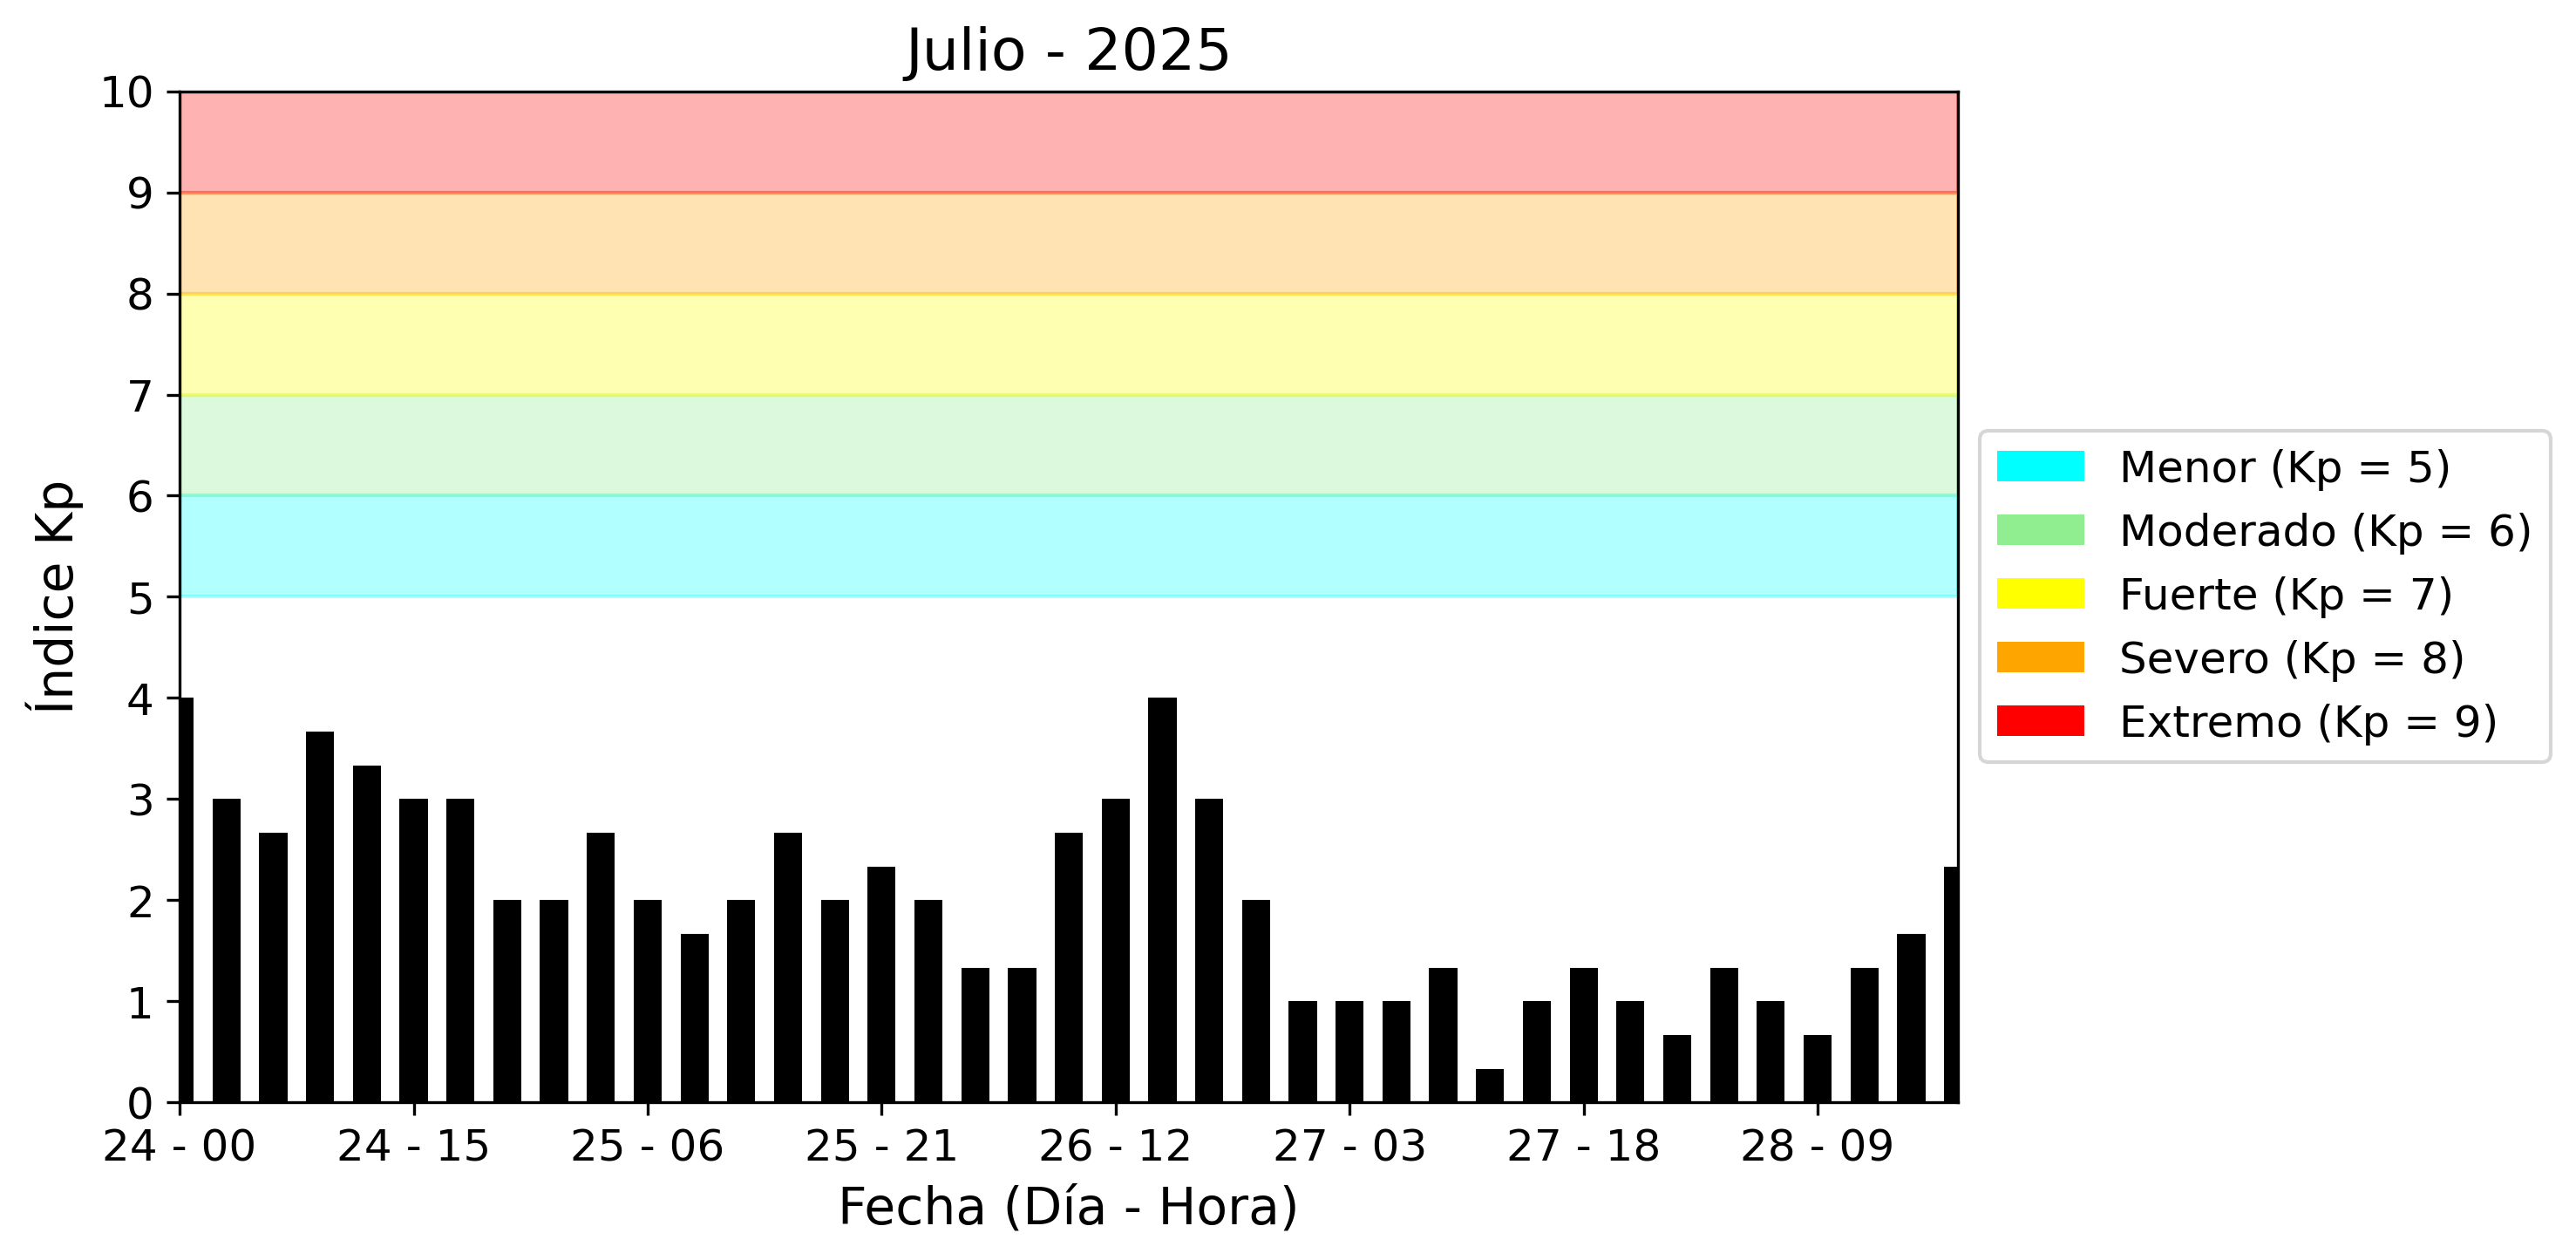 Julio - 2025
Índice Kp
10
9
8
7
6
5
4
3
2
1
0
24 - 00
24 - 15
25 - 06
25 - 21
26 - 12
27 - 03
27 - 18
28 - 09
Fecha (Día - Hora)
Menor (Kp = 5)
Moderado (Kp = 6)
Fuerte (Kp = 7)
Severo (Kp = 8)
Extremo (Kp = 9)